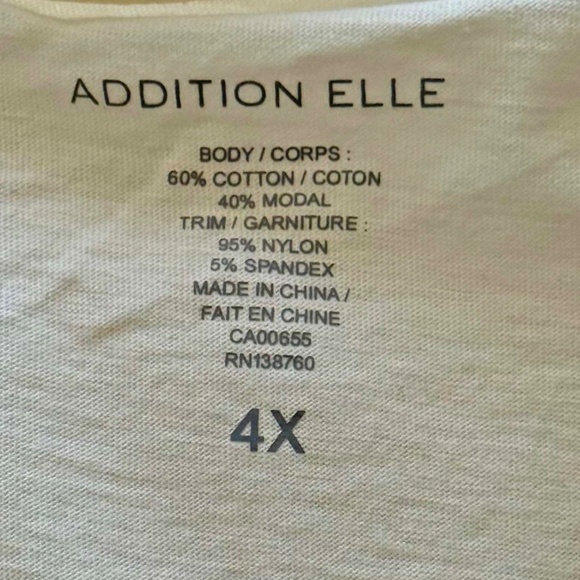 ADDITION ELLE
BODY / CORPS :
60% COTTON / COTON
40% MODAL
TRIM / GARNITURE :
95% NYLON
5% SPANDEX
MADE IN CHINA /
FAIT EN CHINE
CA00655
RN138760
4X